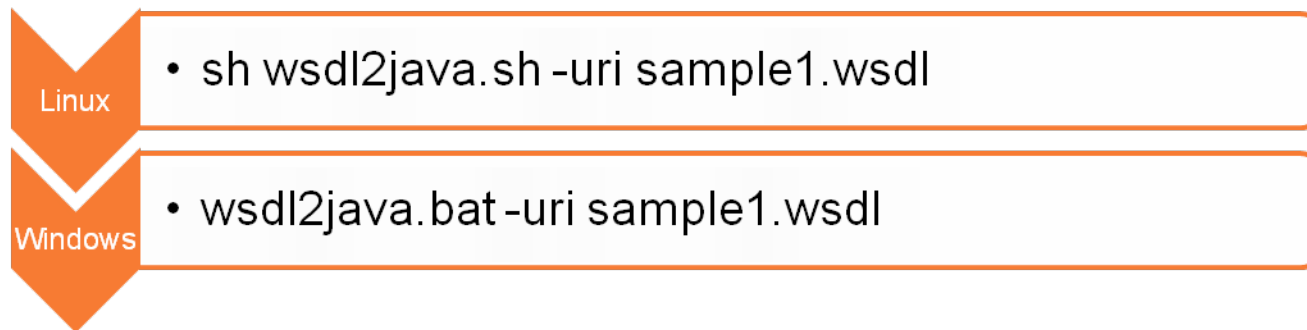 Linux
• sh wsdl2java.sh -uri sample1.wsdl
Windows
• wsdl2java.bat -uri sample1.wsdl